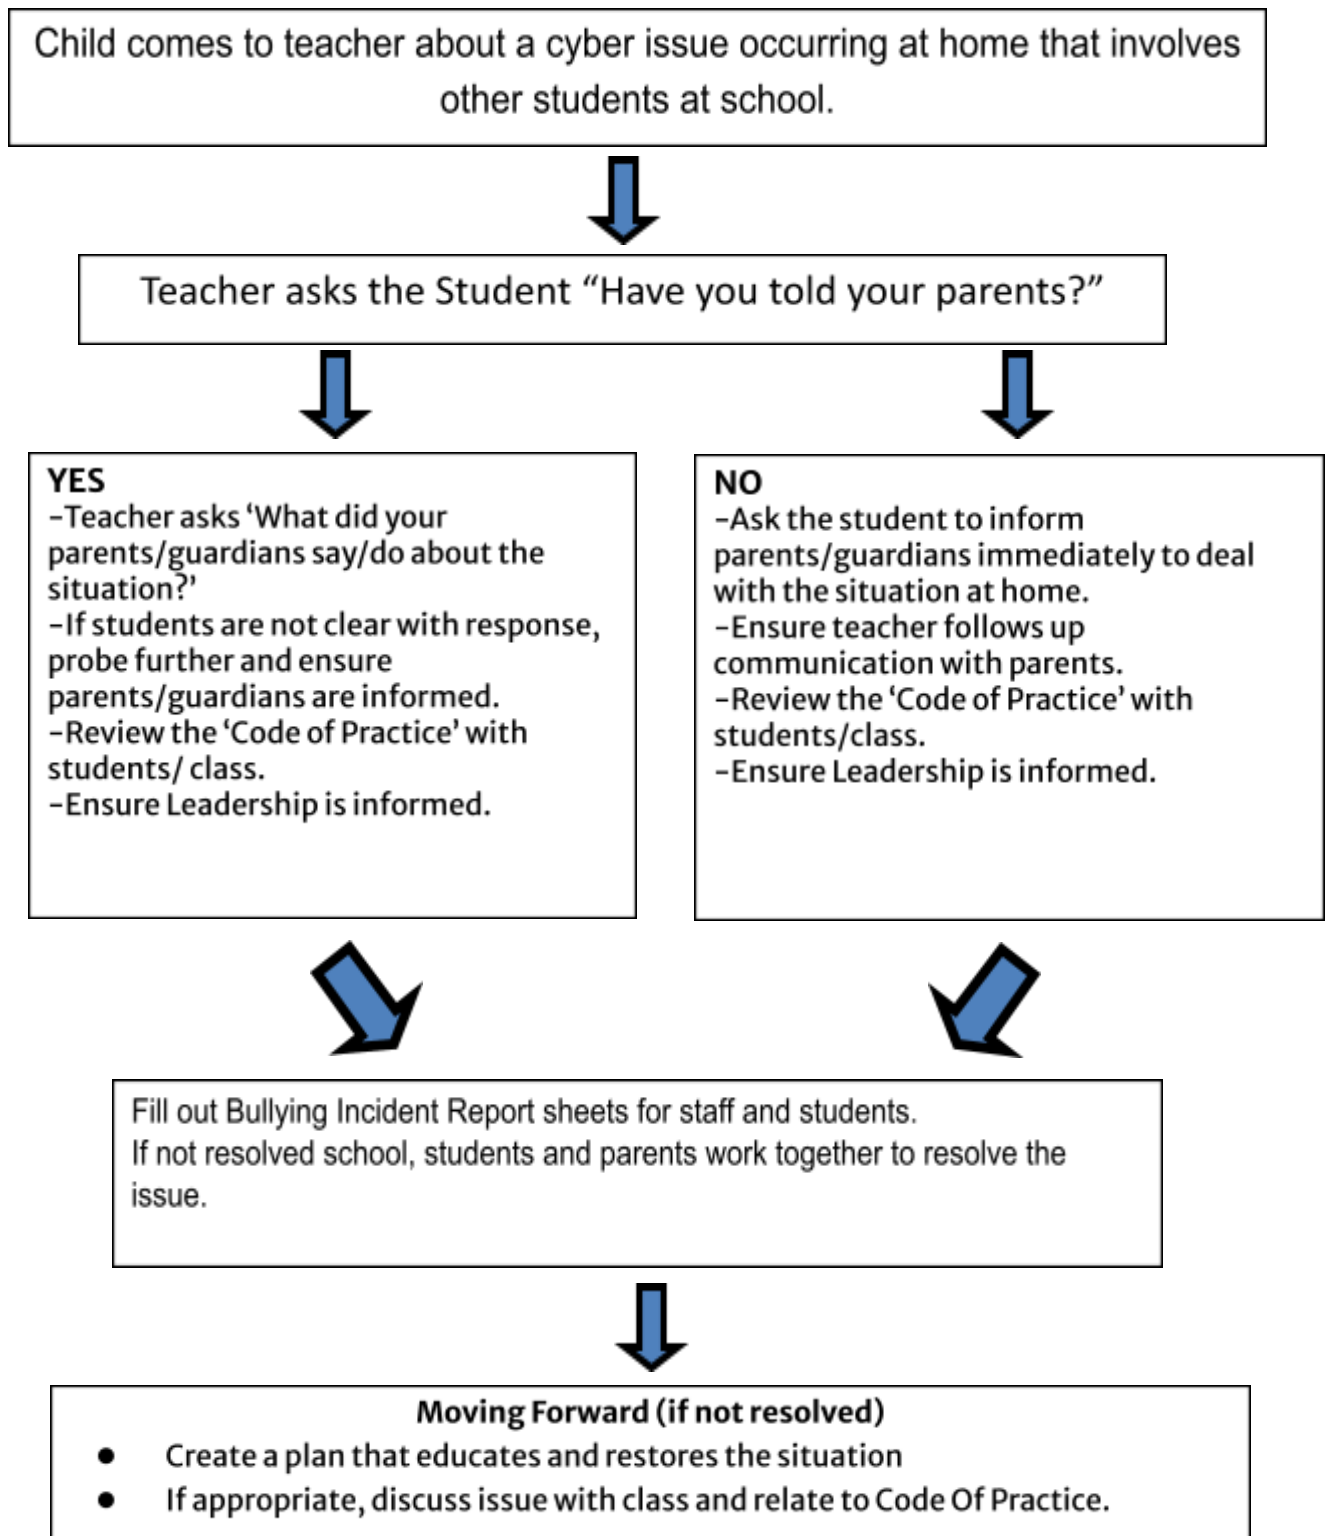 Child comes to teacher about a cyber issue occurring at home that involves
other students at school.
Teacher asks the Student “Have you told your parents?”
YES
-Teacher asks ‘What did your
parents/guardians say/do about the
situation?’
-If students are not clear with response,
probe further and ensure
parents/guardians are informed.
-Review the ‘Code of Practice’ with
students/ class.
-Ensure Leadership is informed.
NO
-Ask the student to inform
parents/guardians immediately to deal
with the situation at home.
-Ensure teacher follows up
communication with parents.
-Review the ‘Code of Practice’ with
students/class.
-Ensure Leadership is informed.
Fill out Bullying Incident Report sheets for staff and students.
If not resolved school, students and parents work together to resolve the
issue.
Moving Forward (if not resolved)
● Create a plan that educates and restores the situation
● If appropriate, discuss issue with class and relate to Code Of Practice.